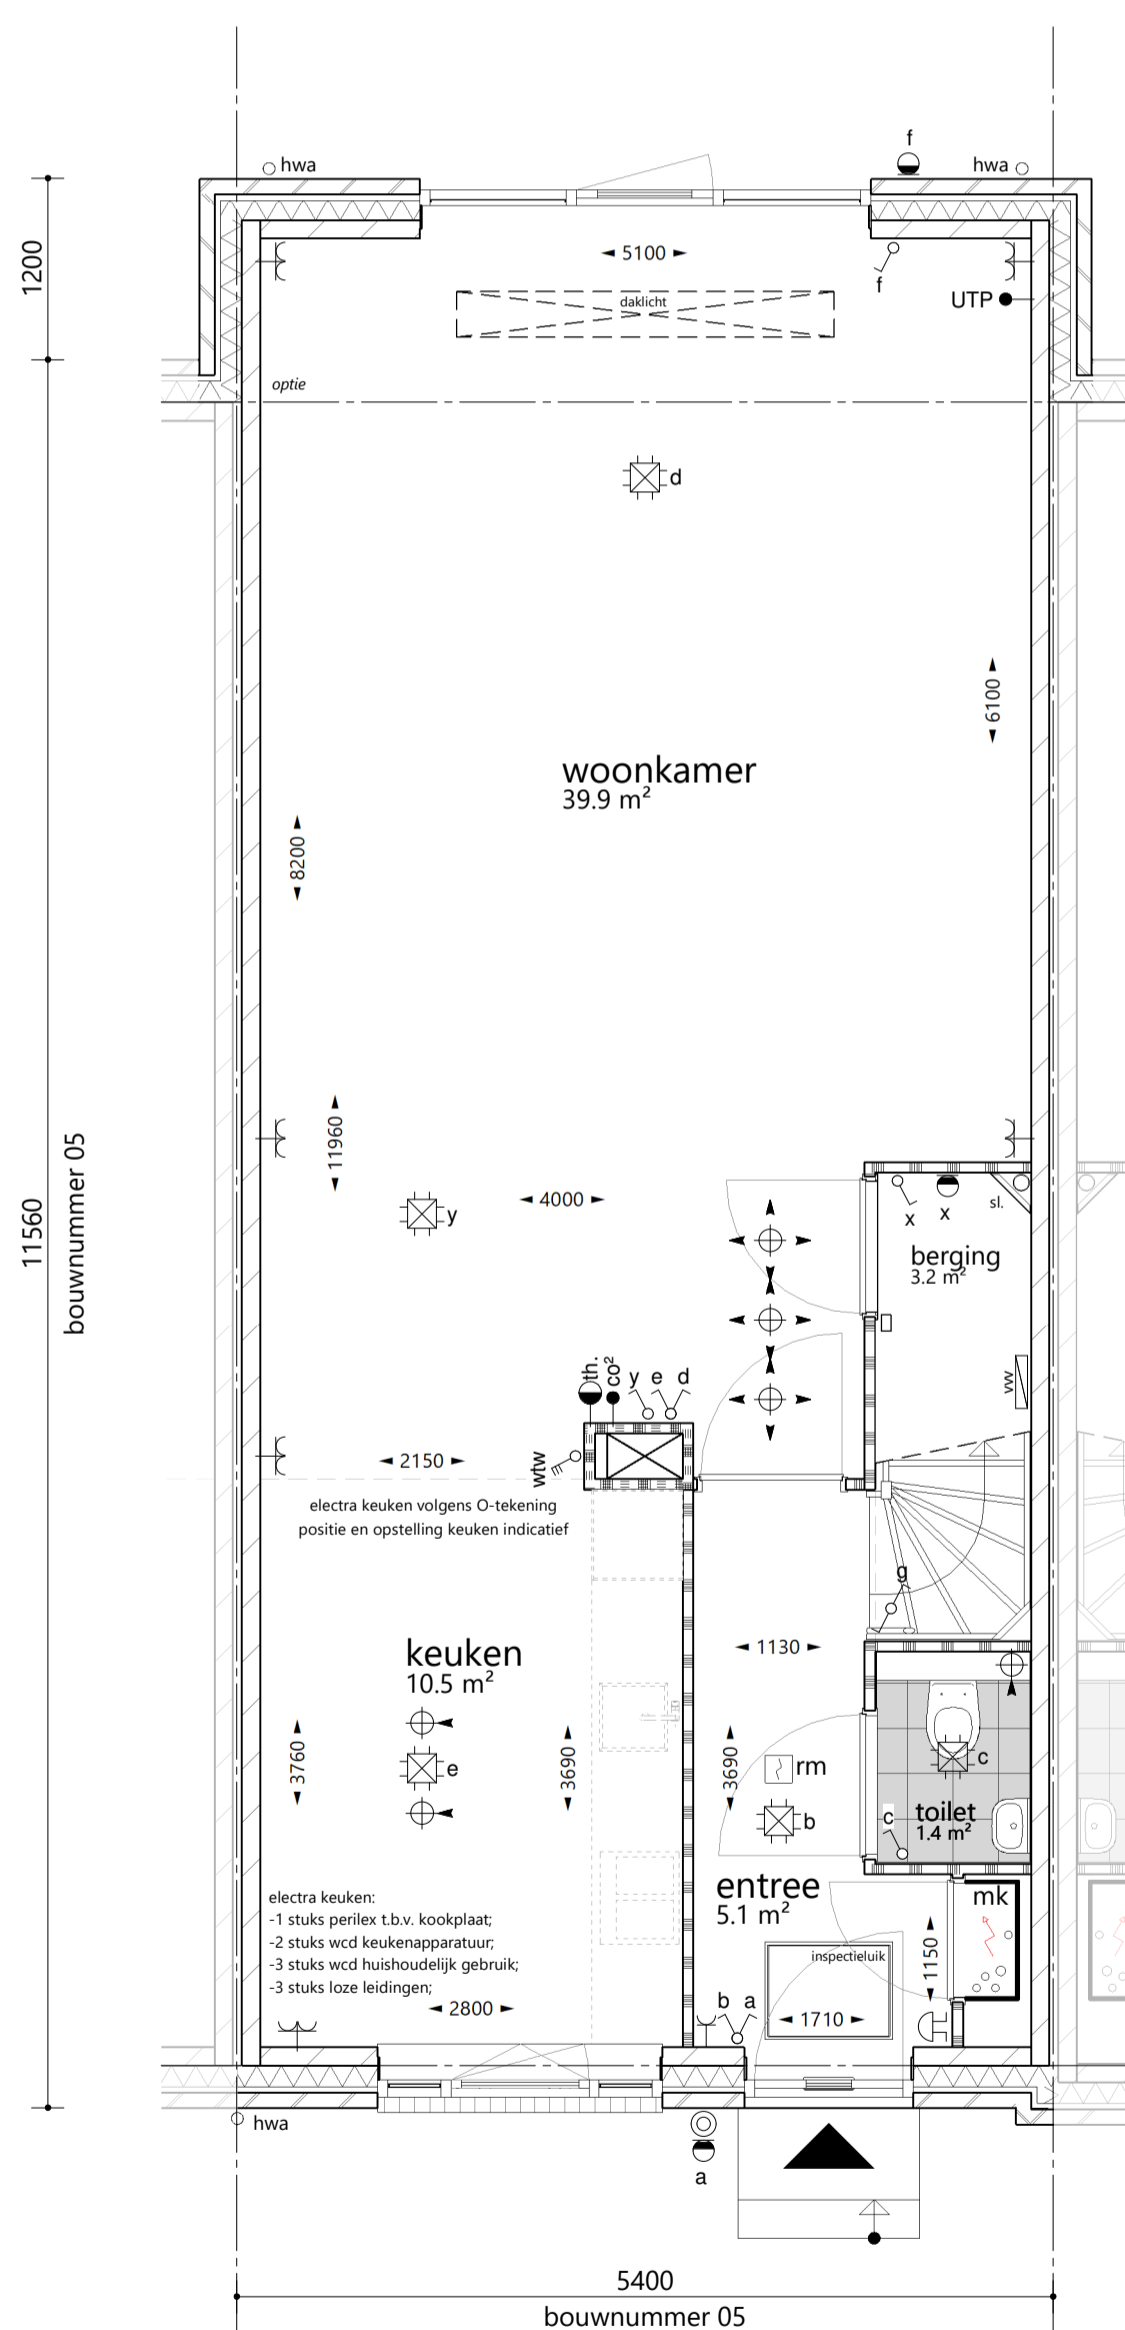 f
hwa
hwa
1200
5100
f
daklicht
UTP
optie
d
6100
woonkamer
39.9 m²
8200
11960
4000
y
x
x
sl.
berging
3.2 m²
11560
bouwnummer 05
th.
co²
y e d
vw
2150
wtw
electra keuken volgens O-tekening
positie en opstelling keuken indicatief
g
keuken
10.5 m²
1130
3760
3690
3690
e
rm
b
c
c
toilet
1.4 m²
entree
5.1 m²
mk
electra keuken:
-1 stuks perilex t.b.v. kookplaat;
-2 stuks wcd keukenapparatuur;
-3 stuks wcd huishoudelijk gebruik;
-3 stuks loze leidingen;
inspectieluik
1150
2800
b a
1710
hwa
a
5400
bouwnummer 05